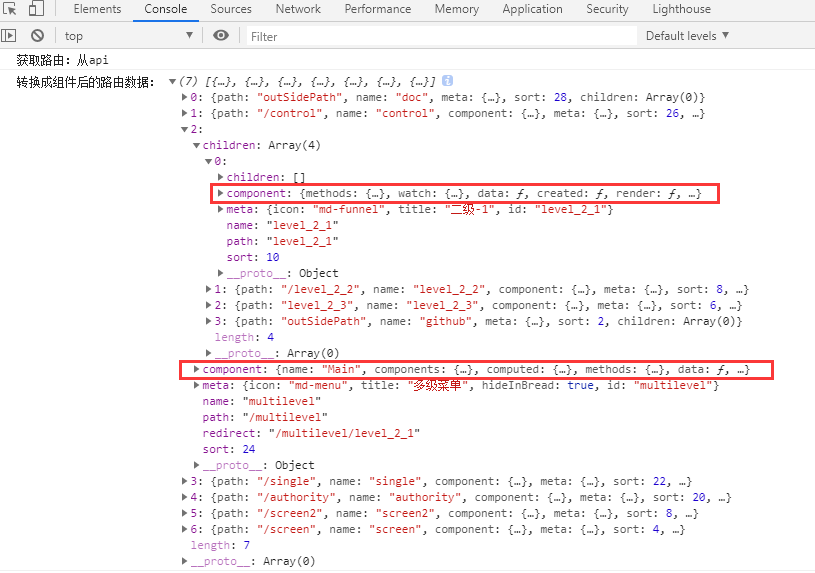 Elements Console Sources Network Performance Memory Application Security Lighthouse
top Filter Default levels
获取路由: 从api
转换成组件后的路由数据: (7) [{…}, {…}, {…}, {…}, {…}, {…}, {…}]
0: {path: "outSidePath", name: "doc", meta: {…}, sort: 28, children: Array(0)}
1: {path: "/control", name: "control", component: {…}, meta: {…}, sort: 26, …}
2:
children: Array(4)
0:
children: []
component: {methods: {…}, watch: {…}, data: ƒ, created: ƒ, render: ƒ, …}
meta: {icon: "md-funnel", title: "二级-1", id: "level_2_1"}
name: "level_2_1"
path: "level_2_1"
sort: 10
__proto__: Object
1: {path: "/level_2_2", name: "level_2_2", component: {…}, meta: {…}, sort: 8, …}
2: {path: "level_2_3", name: "level_2_3", component: {…}, meta: {…}, sort: 6, …}
3: {path: "outSidePath", name: "github", meta: {…}, sort: 2, children: Array(0)}
length: 4
__proto__: Array(0)
component: {name: "Main", components: {…}, computed: {…}, methods: {…}, data: ƒ, …}
meta: {icon: "md-menu", title: "多级菜单", hideInBread: true, id: "multilevel"}
name: "multilevel"
path: "/multilevel"
redirect: "/multilevel/level_2_1"
sort: 24
__proto__: Object
3: {path: "/single", name: "single", component: {…}, meta: {…}, sort: 22, …}
4: {path: "/authority", name: "authority", component: {…}, meta: {…}, sort: 20, …}
5: {path: "/screen2", name: "screen2", component: {…}, meta: {…}, sort: 8, …}
6: {path: "/screen", name: "screen", component: {…}, meta: {…}, sort: 4, …}
length: 7
__proto__: Array(0)